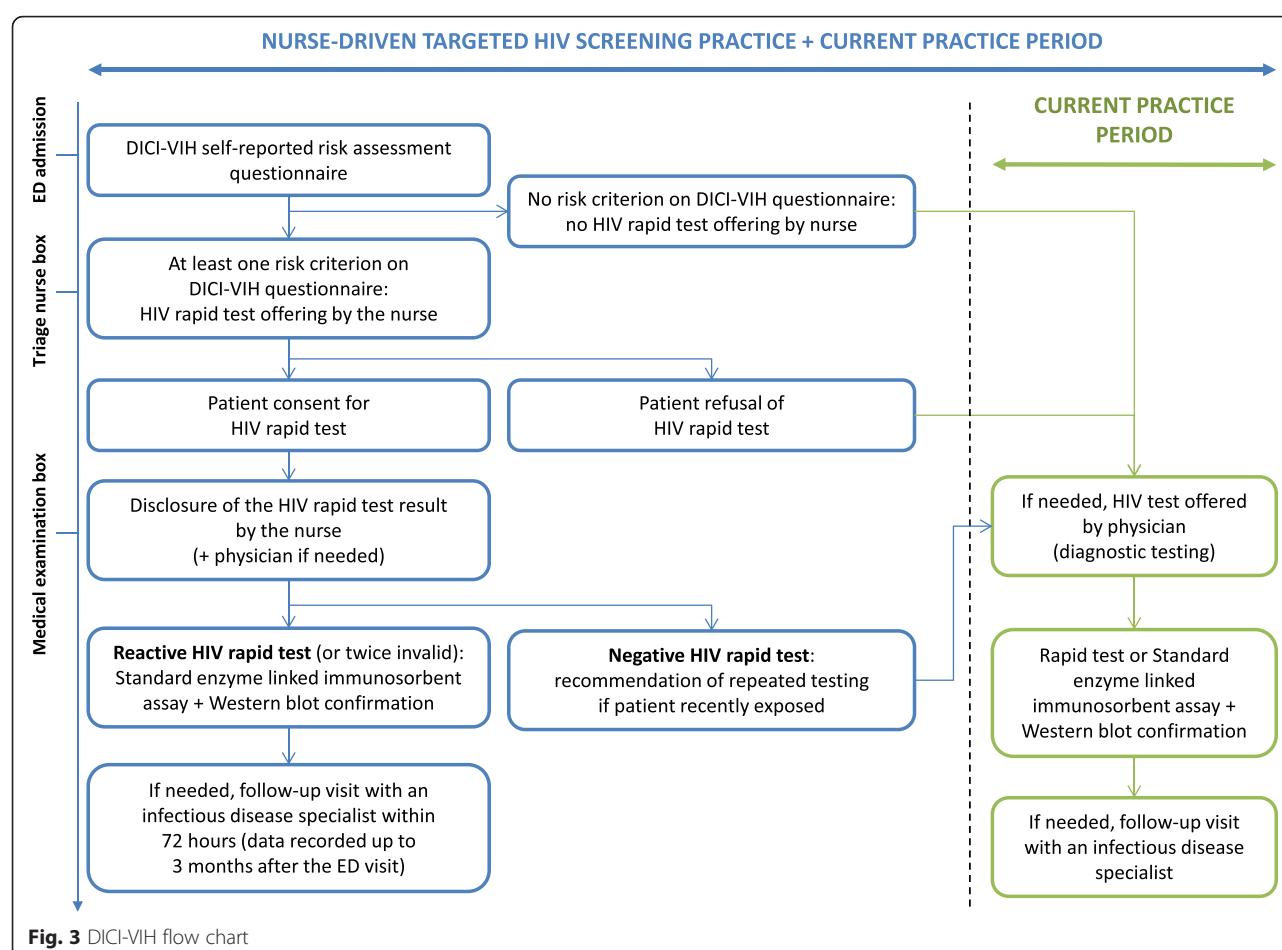 NURSE-DRIVEN TARGETED HIV SCREENING PRACTICE + CURRENT PRACTICE PERIOD
CURRENT PRACTICE
PERIOD
ED admission
DICI-VIH self-reported risk assessment
questionnaire
No risk criterion on DICI-VIH questionnaire:
no HIV rapid test offering by nurse
Triage nurse box
At least one risk criterion on
DICI-VIH questionnaire:
HIV rapid test offering by the nurse
Patient consent for
HIV rapid test
Patient refusal of
HIV rapid test
Medical examination box
Disclosure of the HIV rapid test result
by the nurse
(+ physician if needed)
If needed, HIV test offered
by physician
(diagnostic testing)
Reactive HIV rapid test (or twice invalid):
Standard enzyme linked immunosorbent
assay + Western blot confirmation
Negative HIV rapid test:
recommendation of repeated testing
if patient recently exposed
Rapid test or Standard
enzyme linked
immunosorbent assay +
Western blot confirmation
If needed, follow-up visit with an
infectious disease specialist within
72 hours (data recorded up to
3 months after the ED visit)
If needed, follow-up visit
with an infectious disease
specialist
Fig. 3 DICI-VIH flow chart